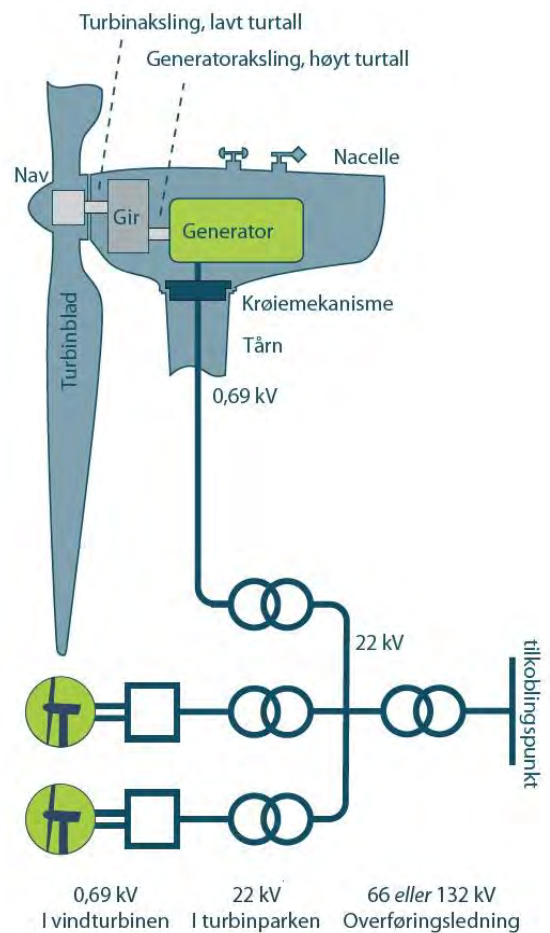 Turbinaksling, lavt turtall
Generatoraksling, høyt turtall
Nacelle
Nav
Gir
Generator
Turbinblad
Krøiemekanisme
Tårn
0,69 kV
22 kV
tilkoblingspunkt
0,69 kV
I vindturbinen
22 kV
I turbinparken
66 eller 132 kV
Overføringsledning